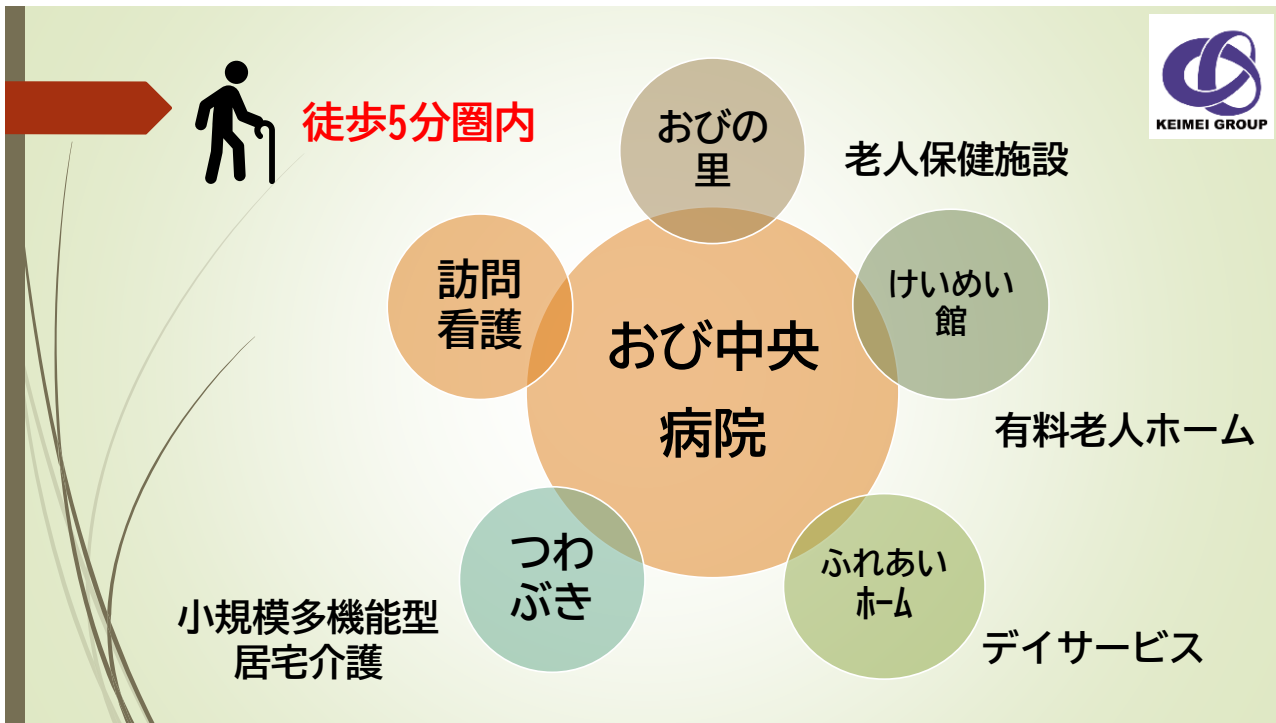 徒歩5分圏内
KEIMEI GROUP
おびの
里
老人保健施設
訪問
看護
けいめい
館
おび中央
病院
有料老人ホーム
つわ
ぶき
ふれあい
ホーム
小規模多機能型
居宅介護
デイサービス